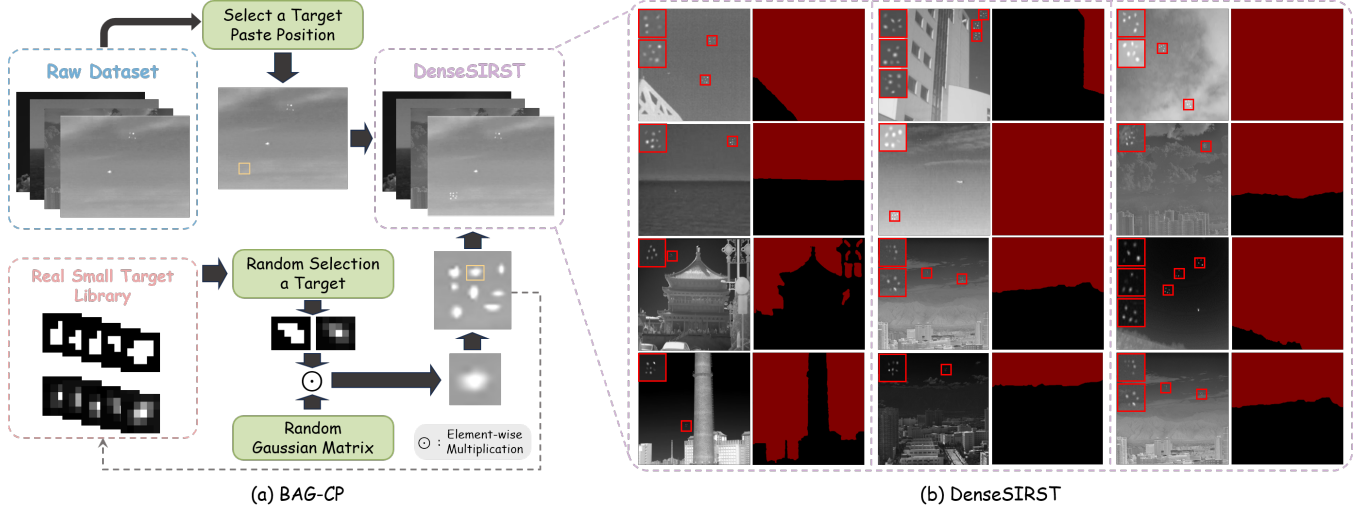 Select a Target
Paste Position
Raw Dataset
DenseSIRST
Real Small Target
Library
Random Selection
a Target
Random
Gaussian Matrix
⊙ : Element-wise
Multiplication
(a) BAG-CP
(b) DenseSIRST